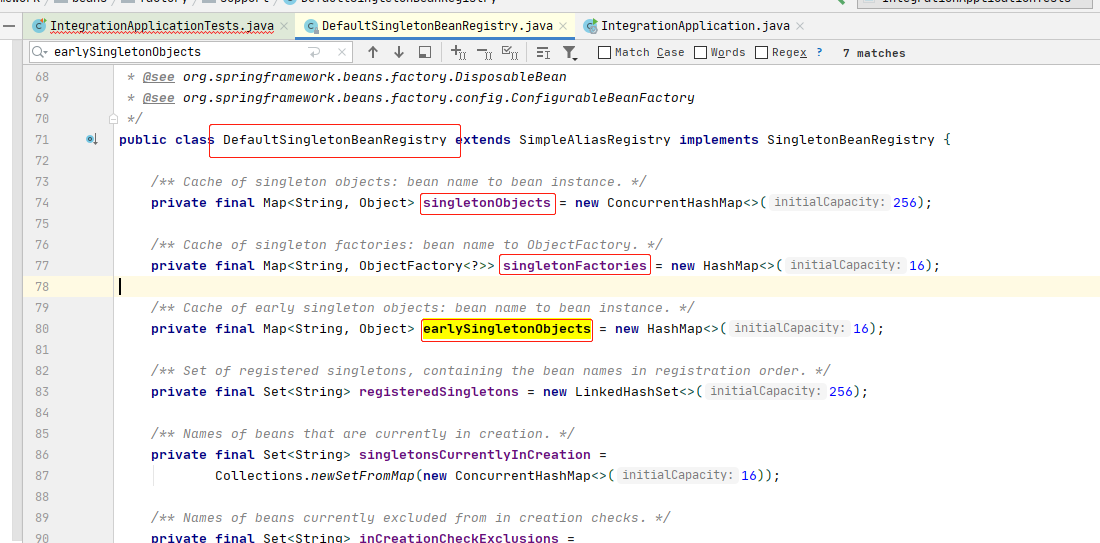 beans factory support DefaultSingletonBeanRegistry
IntegrationApplicationTests.java DefaultSingletonBeanRegistry.java IntegrationApplication.java
earlySingletonObjects Match Case Words Regex ? 7 matches
68 * @see org.springframework.beans.factory.DisposableBean
69 * @see org.springframework.beans.factory.config.ConfigurableBeanFactory
70 */
71 public class DefaultSingletonBeanRegistry extends SimpleAliasRegistry implements SingletonBeanRegistry {
72
73 /** Cache of singleton objects: bean name to bean instance. */
74 private final Map<String, Object> singletonObjects = new ConcurrentHashMap<>( initialCapacity: 256);
75
76 /** Cache of singleton factories: bean name to ObjectFactory. */
77 private final Map<String, ObjectFactory<?>> singletonFactories = new HashMap<>( initialCapacity: 16);
78
79 /** Cache of early singleton objects: bean name to bean instance. */
80 private final Map<String, Object> earlySingletonObjects = new HashMap<>( initialCapacity: 16);
81
82 /** Set of registered singletons, containing the bean names in registration order. */
83 private final Set<String> registeredSingletons = new LinkedHashSet<>( initialCapacity: 256);
84
85 /** Names of beans that are currently in creation. */
86 private final Set<String> singletonsCurrentlyInCreation =
87 Collections.newSetFromMap(new ConcurrentHashMap<>( initialCapacity: 16));
88
89 /** Names of beans currently excluded from in creation checks. */
90 private final Set<String> inCreationCheckExclusions =